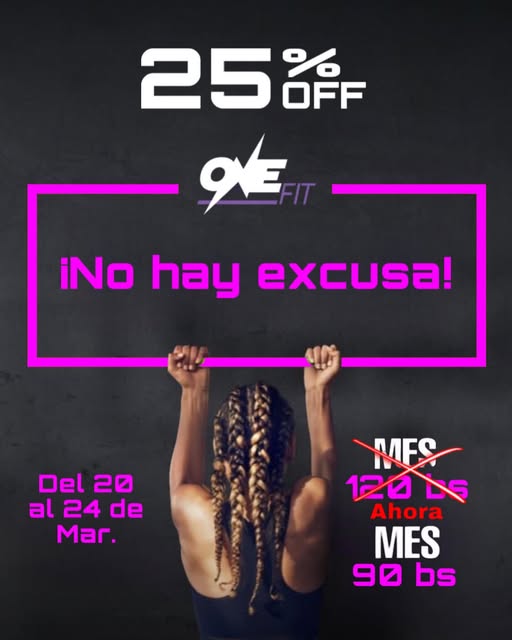 25%
OFF
ONE
FIT
¡No hay excusa!
Del 20
al 24 de
Mar.
MES
120 bs
Ahora
MES
90 bs